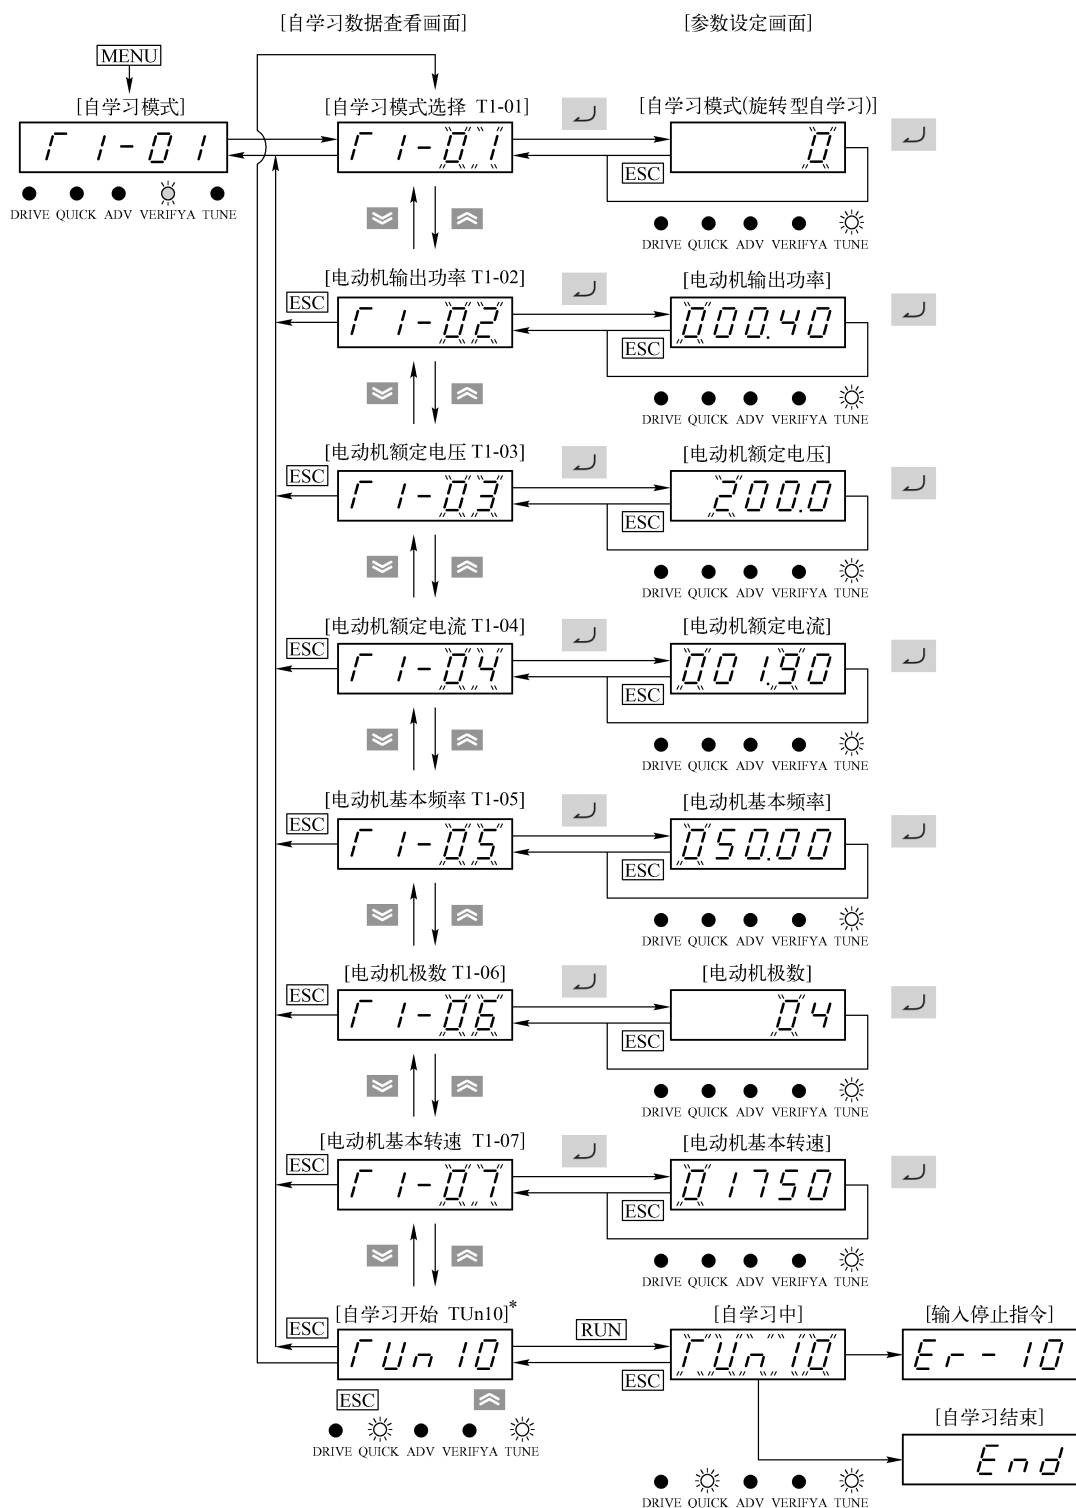 [自学习数据查看画面]
[参数设定画面]
MENU
[自学习模式]
T1-01
DRIVE QUICK ADV VERIFYA TUNE
[自学习模式选择 T1-01]
T1-01
[自学习模式(旋转型自学习)]
0
ESC
DRIVE QUICK ADV VERIFYA TUNE
[电动机输出功率 T1-02]
ESC
T1-02
[电动机输出功率]
000.40
ESC
DRIVE QUICK ADV VERIFYA TUNE
[电动机额定电压 T1-03]
ESC
T1-03
[电动机额定电压]
200.0
ESC
DRIVE QUICK ADV VERIFYA TUNE
[电动机额定电流 T1-04]
ESC
T1-04
[电动机额定电流]
001.90
ESC
DRIVE QUICK ADV VERIFYA TUNE
[电动机基本频率 T1-05]
ESC
T1-05
[电动机基本频率]
050.00
ESC
DRIVE QUICK ADV VERIFYA TUNE
[电动机极数 T1-06]
ESC
T1-06
[电动机极数]
04
ESC
DRIVE QUICK ADV VERIFYA TUNE
[电动机基本转速 T1-07]
ESC
T1-07
[电动机基本转速]
01750
ESC
DRIVE QUICK ADV VERIFYA TUNE
[自学习开始 TUn10]*
ESC
TUn10
RUN
ESC
[自学习中]
TUn10
[输入停止指令]
Er-10
ESC
DRIVE QUICK ADV VERIFYA TUNE
[自学习结束]
End
DRIVE QUICK ADV VERIFYA TUNE